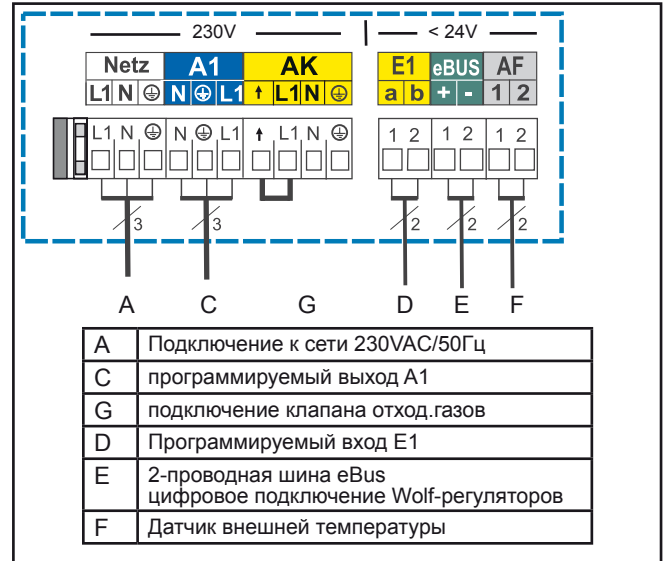 230V < 24V
Netz A1 AK E1 eBUS AF
L1 N ⏚ N ⏚ L1 ↑ L1 N ⏚ a b + - 1 2
L1 N ⏚ N ⏚ L1 ↑ L1 N ⏚ 1 2 1 2 1 2
3 3 2 2 2
A C G D E F
A Подключение к сети 230VAC/50Гц
C программируемый выход A1
G подключение клапана отход.газов
D Программируемый вход E1
E 2-проводная шина eBus
цифровое подключение Wolf-регуляторов
F Датчик внешней температуры